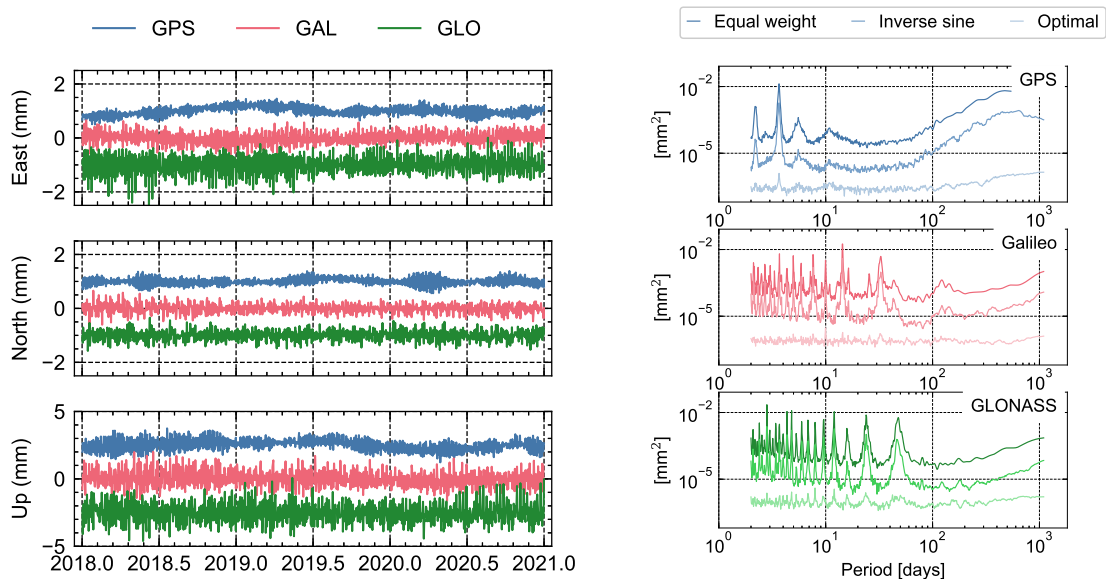 GPS GAL GLO
East (mm)
2
0
−2
North (mm)
2
0
−2
Up (mm)
5
0
−5
2018.0 2018.5 2019.0 2019.5 2020.0 2020.5 2021.0
Equal weight Inverse sine Optimal
GPS
[mm²]
10⁻²
10⁻⁵
10⁰ 10¹ 10² 10³
Galileo
[mm²]
10⁻²
10⁻⁵
10⁰ 10¹ 10² 10³
GLONASS
[mm²]
10⁻²
10⁻⁵
10⁰ 10¹ 10² 10³
Period [days]